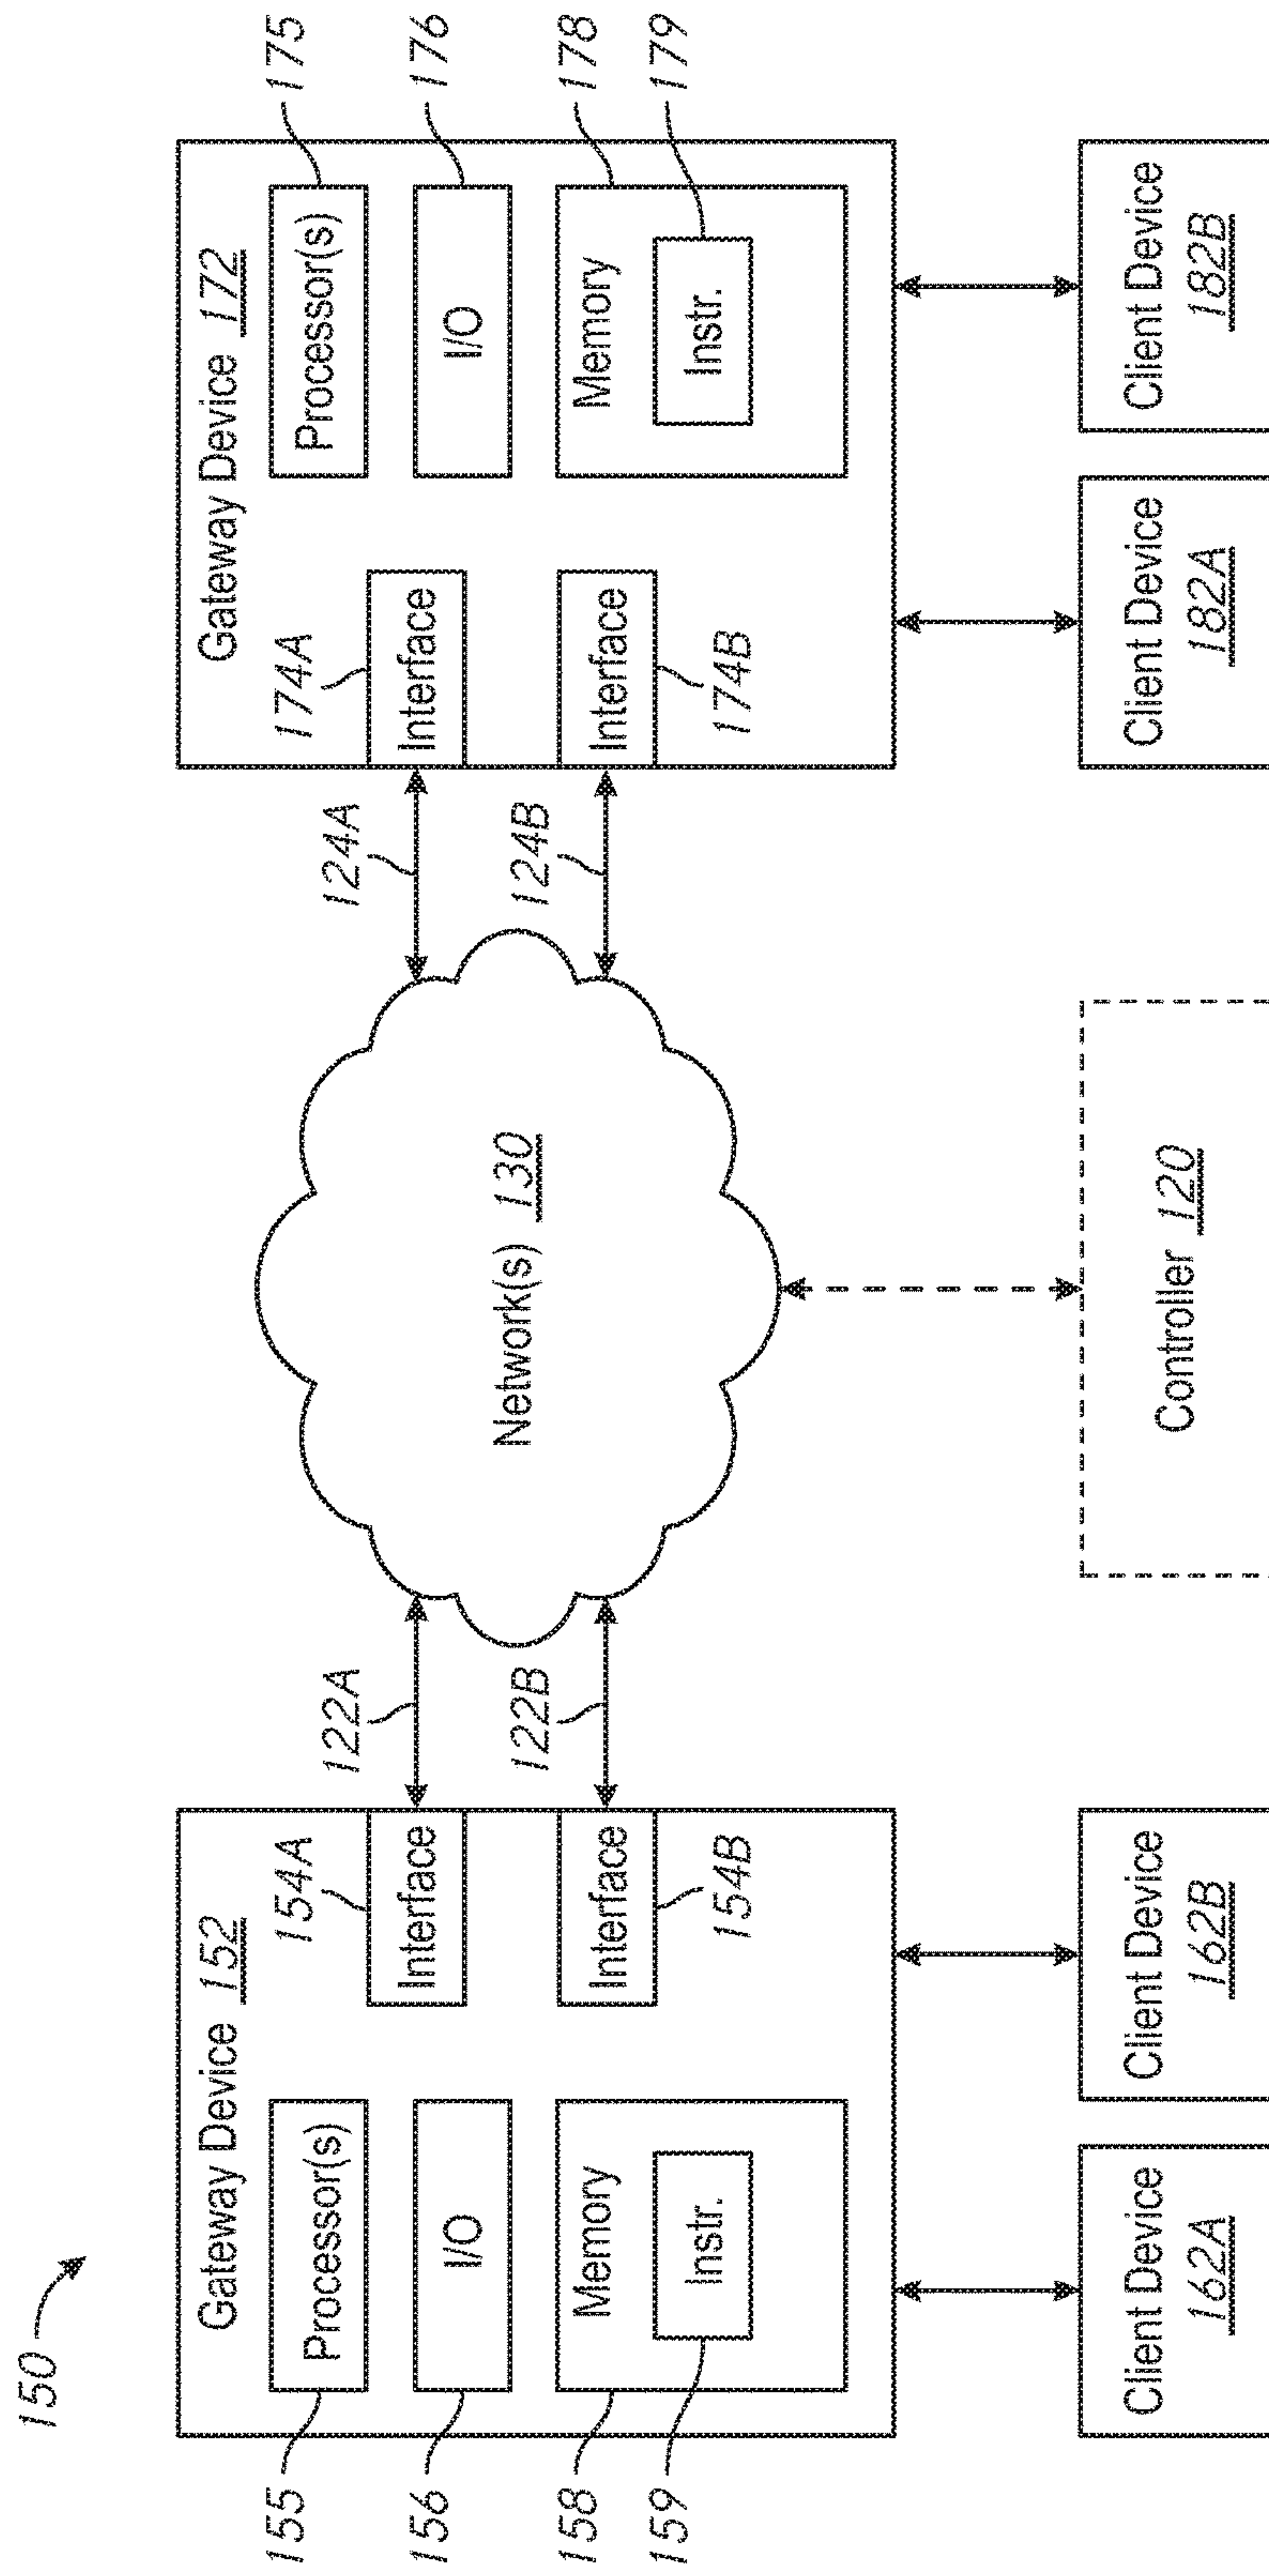 150
Gateway Device 152
155
Processor(s)
156
I/O
158
Memory
159
Instr.
154A
Interface
Interface
154B
122A
122B
Network(s) 130
124A
124B
Gateway Device 172
174A
Interface
Interface
174B
Processor(s)
175
I/O
176
Memory
178
Instr.
179
Client Device
162A
Client Device
162B
Controller 120
Client Device
182A
Client Device
182B